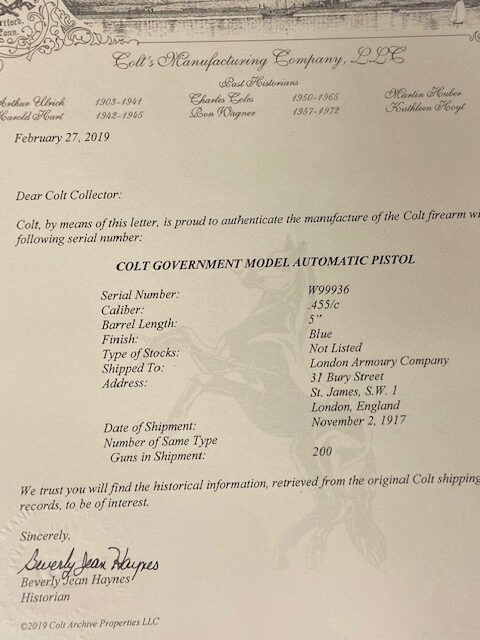 rtford,
onn.
Colt's Manufacturing Company, LLC
Past Historians
Arthur Ulrich 1903-1941 Charles Coles 1950-1965 Martin Huber
Harold Hart 1942-1945 Ron Wagner 1957-1972 Kathleen Hoyt
February 27, 2019
Dear Colt Collector:
Colt, by means of this letter, is proud to authenticate the manufacture of the Colt firearm wi
following serial number:
COLT GOVERNMENT MODEL AUTOMATIC PISTOL
Serial Number: W99936
Caliber: .455/c
Barrel Length: 5"
Finish: Blue
Type of Stocks: Not Listed
Shipped To: London Armoury Company
Address: 31 Bury Street
St. James, S.W. 1
London, England
Date of Shipment: November 2, 1917
Number of Same Type
Guns in Shipment: 200
We trust you will find the historical information, retrieved from the original Colt shipping
records, to be of interest.
Sincerely,
Beverly Jean Haynes
Beverly Jean Haynes
Historian
©2019 Colt Archive Properties LLC